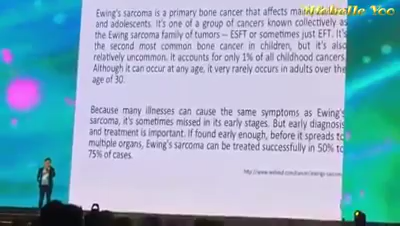 Michelle Yoo
Ewing's sarcoma is a primary bone cancer that affects
and adolescents. It's one of a group of cancers known collectively as
the Ewing sarcoma family of tumors -- ESFT or sometimes just EFT. It's
the second most common bone cancer in children, but it's also
relatively uncommon. It accounts for only 1% of all childhood cancers
Although it can occur at any age, it very rarely occurs in adults over the
age of 30.
Because many illnesses can cause the same symptoms as Ewing'
sarcoma, it's sometimes missed in its early stages. But early diagnosis
and treatment is important. If found early enough, before it spreads to
multiple organs, Ewing's sarcoma can be treated successfully in 50% to
75% of cases.